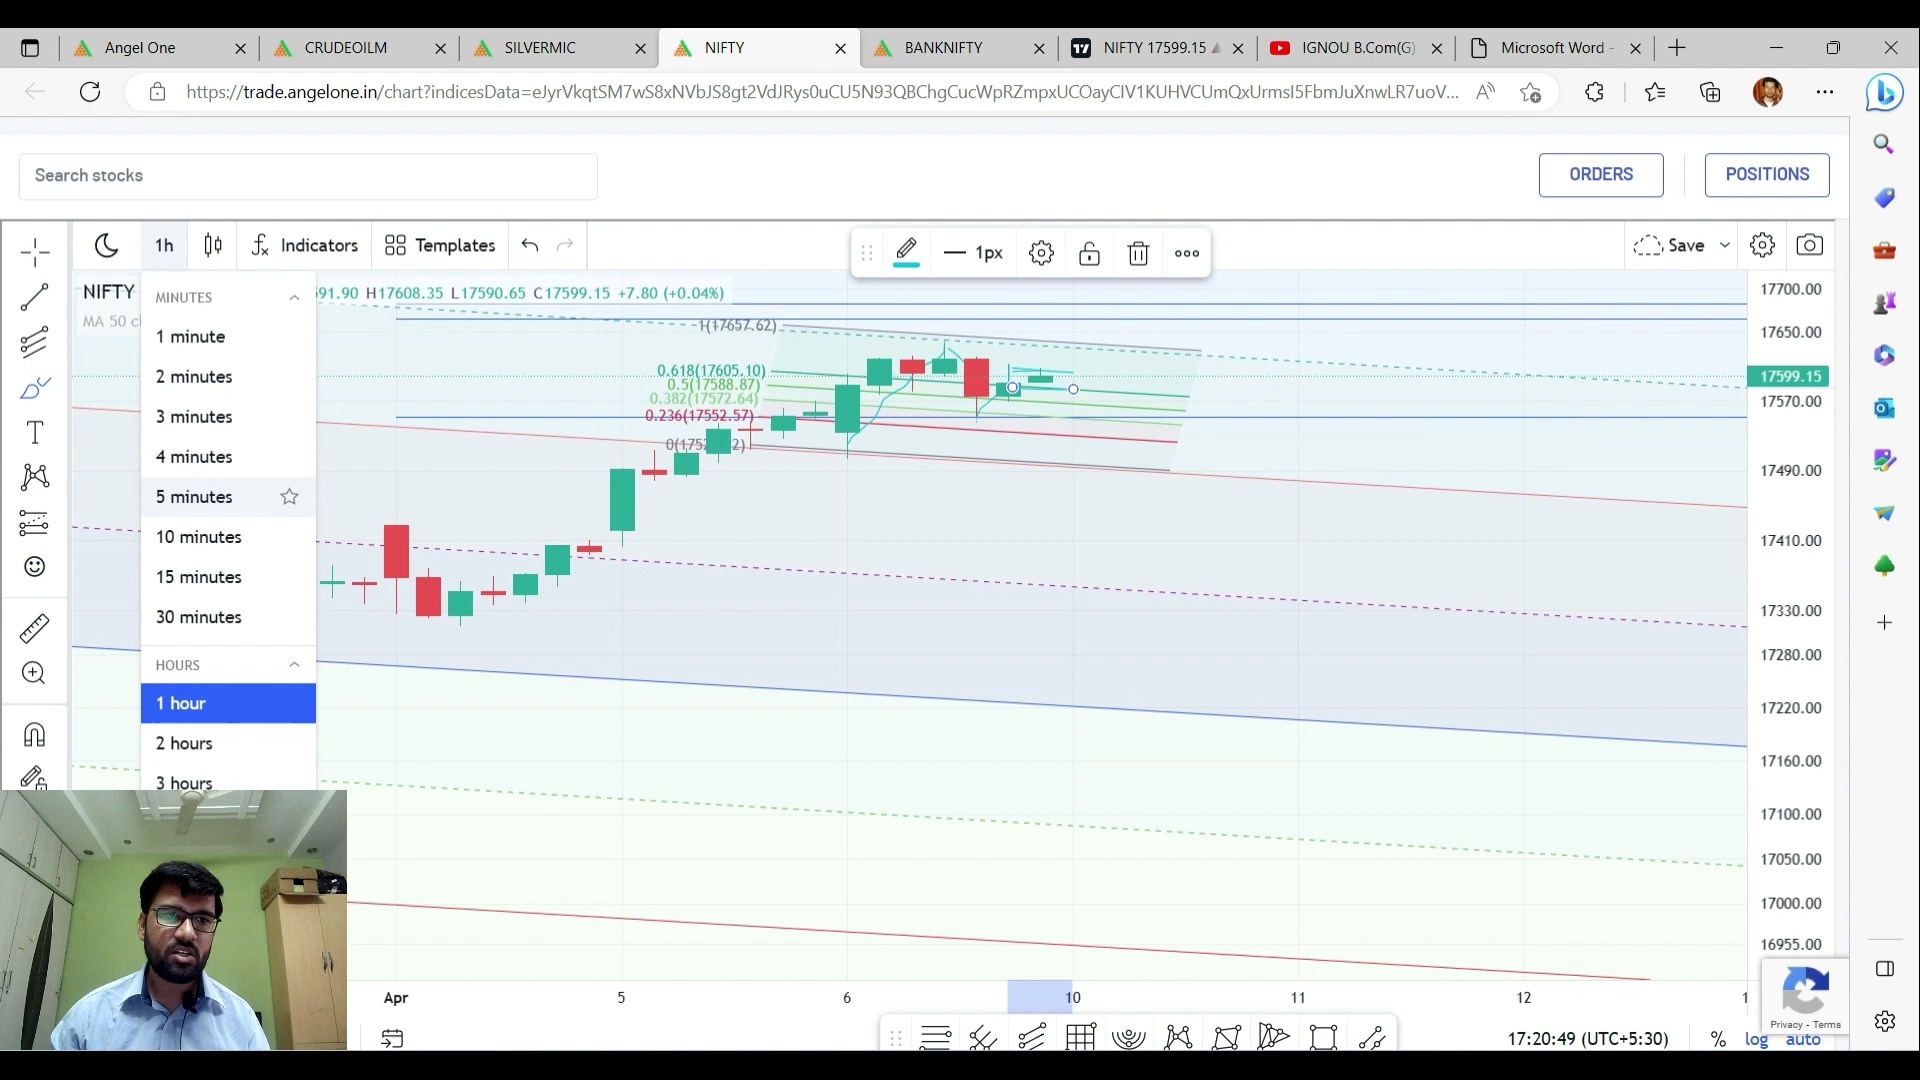 Angel One
CRUDEOILM
SILVERMIC
NIFTY
BANKNIFTY
NIFTY 17599.15
IGNOU B.Com(G)
Microsoft Word -
https://trade.angelone.in/chart?indicesData=eJyrVkqtSM7wS8xNVbJS8gt2VdJRys0uCU5N93QBChgCucWpRZmpxUCOayCIV1KUHVCUmQxUrmsI5FbmJuXnwLR7uoV...
Search stocks
ORDERS
POSITIONS
1h
Indicators
Templates
1px
Save
NIFTY
591.90 H17608.35 L17590.65 C17599.15 +7.80 (+0.04%)
MA 50 cl
MINUTES
1 minute
2 minutes
3 minutes
4 minutes
5 minutes
10 minutes
15 minutes
30 minutes
HOURS
1 hour
2 hours
3 hours
1(17657.62)
0.618(17605.10)
0.5(17588.87)
0.382(17572.64)
0.236(17552.57)
17700.00
17650.00
17599.15
17570.00
17490.00
17410.00
17330.00
17280.00
17220.00
17160.00
17100.00
17050.00
17000.00
16955.00
Apr
5
6
10
11
12
1
Privacy - Terms
17:20:49 (UTC+5:30)
%
log
auto